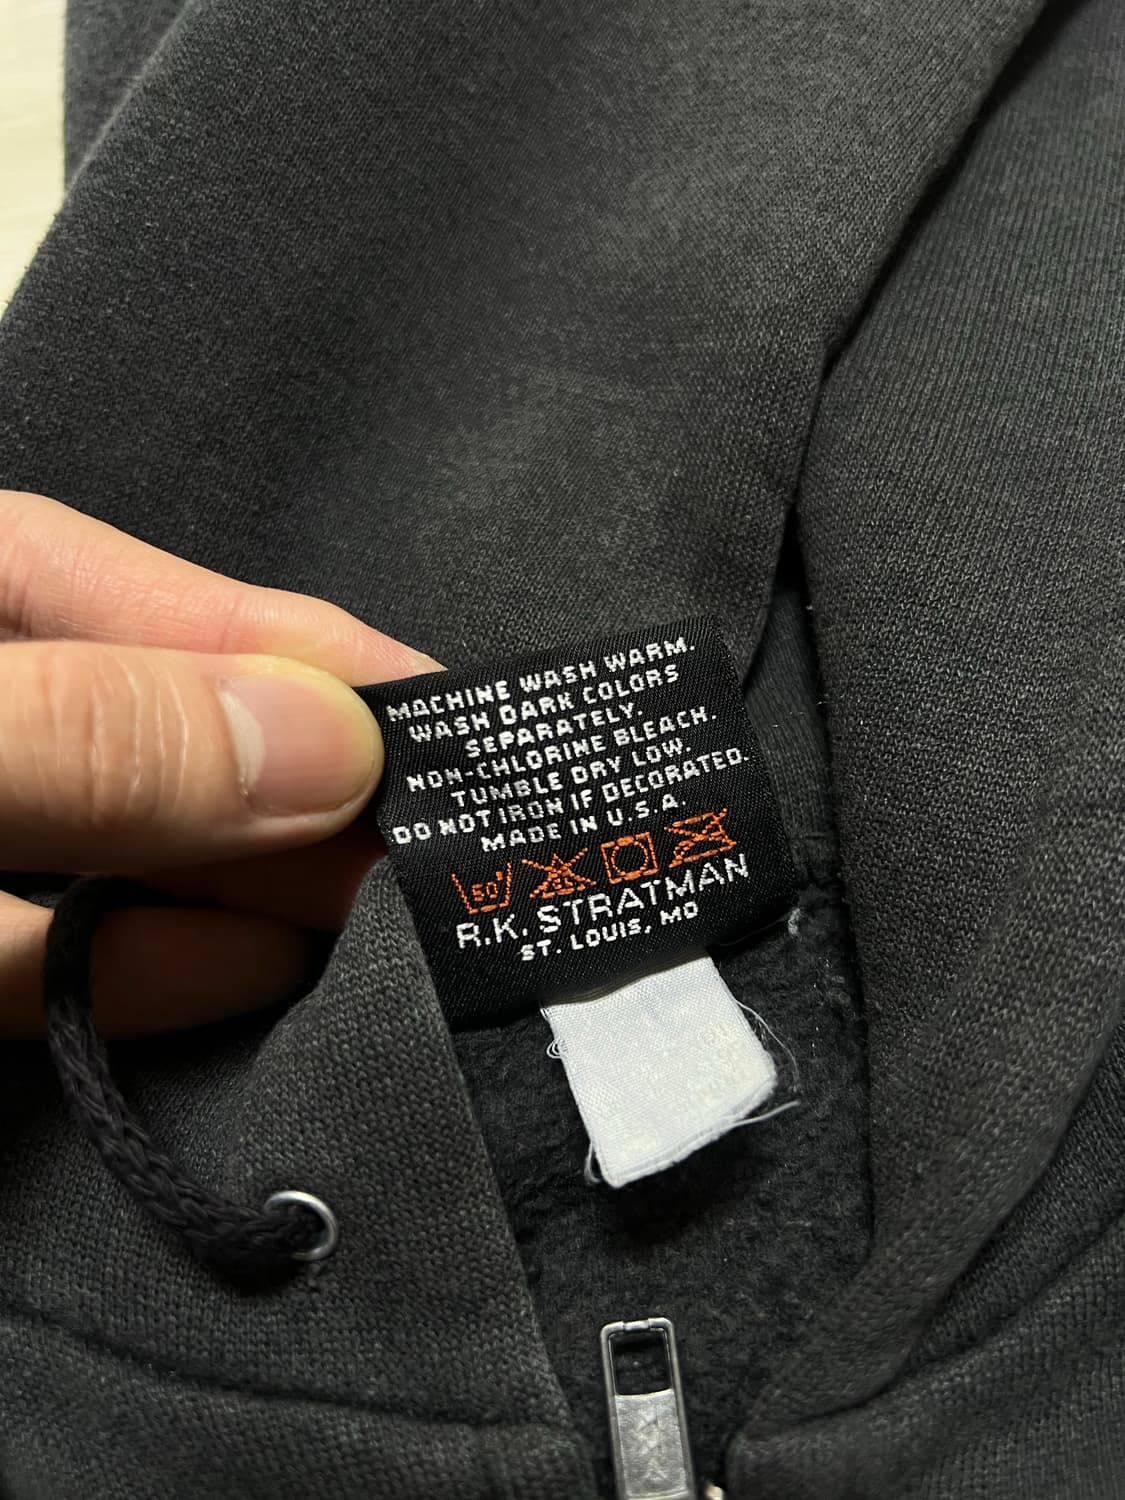 MACHINE WASH WARM.
WASH DARK COLORS
SEPARATELY.
NON-CHLORINE BLEACH.
TUMBLE DRY LOW.
DO NOT IRON IF DECORATED.
MADE IN U.S.A.
50°
CL
R.K. STRATMAN
ST. LOUIS, MO